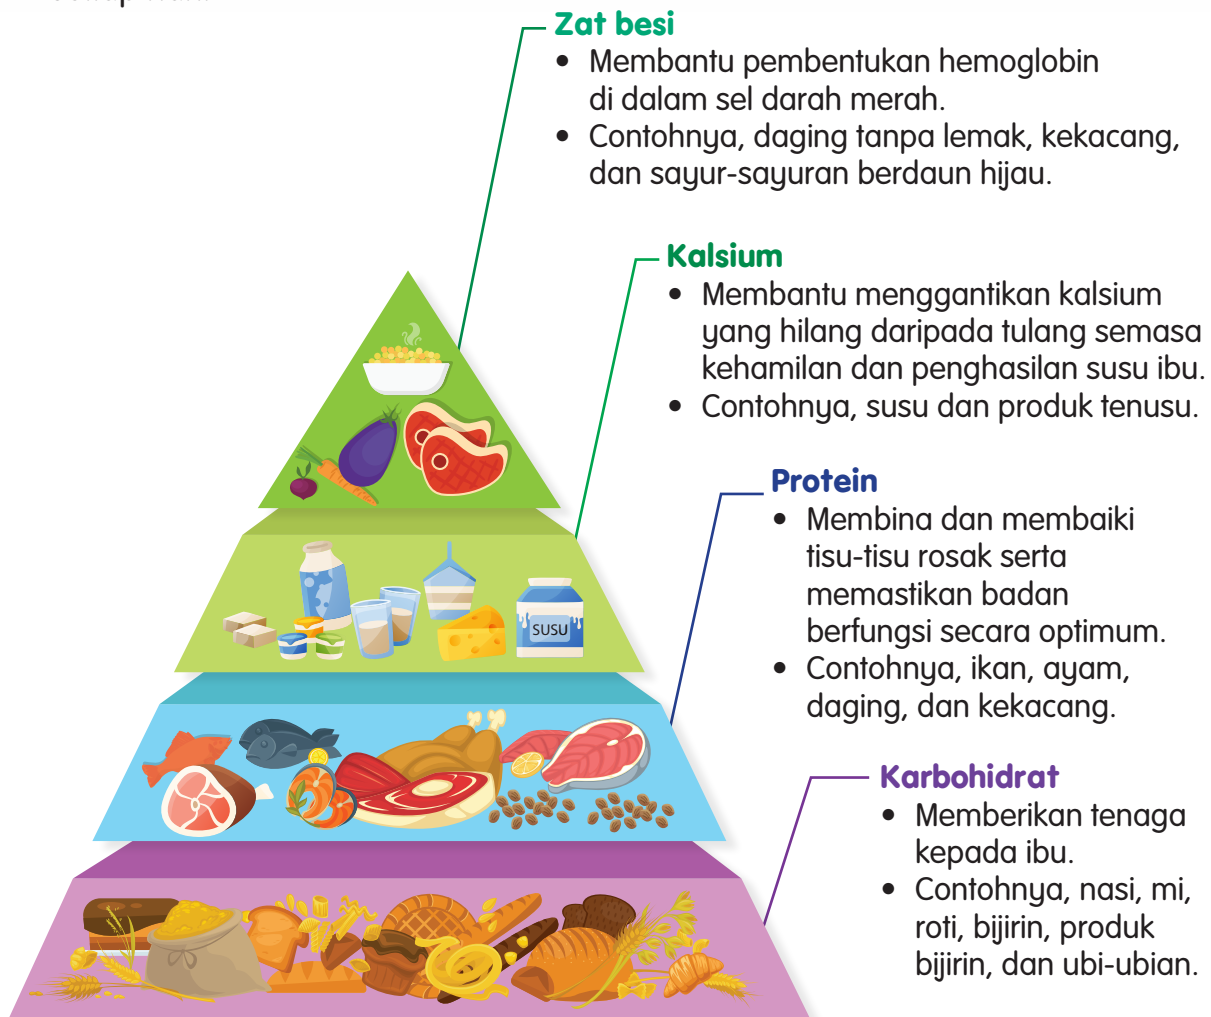 Zat besi
• Membantu pembentukan hemoglobin
di dalam sel darah merah.
• Contohnya, daging tanpa lemak, kekacang,
dan sayur-sayuran berdaun hijau.
Kalsium
• Membantu menggantikan kalsium
yang hilang daripada tulang semasa
kehamilan dan penghasilan susu ibu.
• Contohnya, susu dan produk tenusu.
SUSU
Protein
• Membina dan membaiki
tisu-tisu rosak serta
memastikan badan
berfungsi secara optimum.
• Contohnya, ikan, ayam,
daging, dan kekacang.
Karbohidrat
• Memberikan tenaga
kepada ibu.
• Contohnya, nasi, mi,
roti, bijirin, produk
bijirin, dan ubi-ubian.